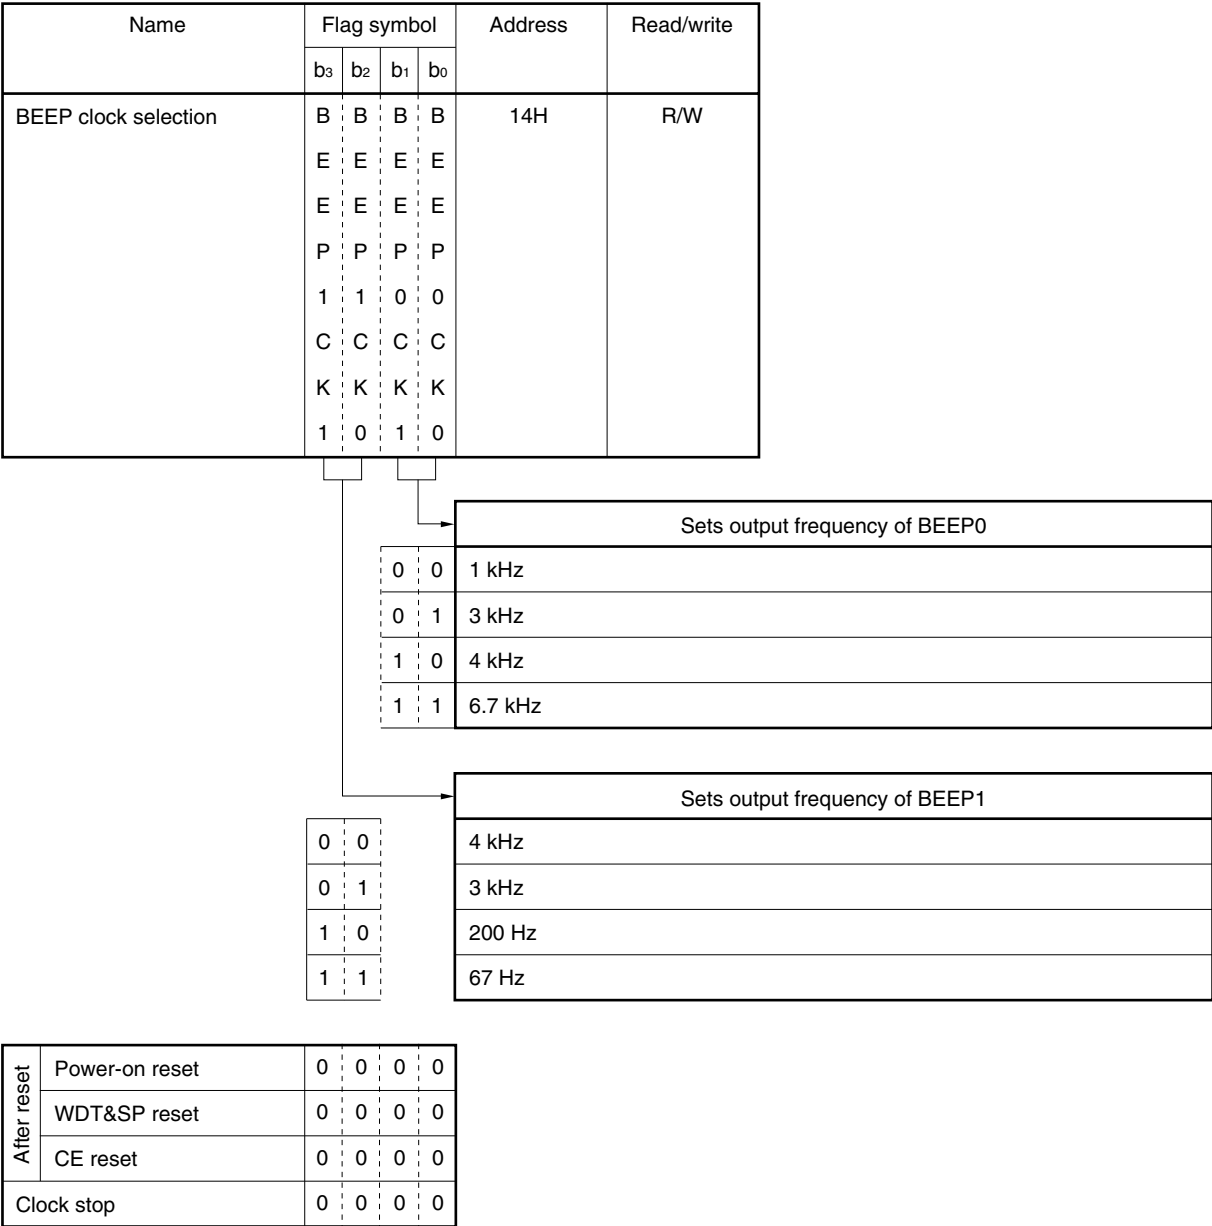 Name Flag symbol Address Read/write
b3 b2 b1 b0
BEEP clock selection B B B B 14H R/W
E E E E
E E E E
P P P P
1 1 0 0
C C C C
K K K K
1 0 1 0
Sets output frequency of BEEP0
0 0 1 kHz
0 1 3 kHz
1 0 4 kHz
1 1 6.7 kHz
Sets output frequency of BEEP1
0 0 4 kHz
0 1 3 kHz
1 0 200 Hz
1 1 67 Hz
After reset
Power-on reset 0 0 0 0
WDT&SP reset 0 0 0 0
CE reset 0 0 0 0
Clock stop 0 0 0 0